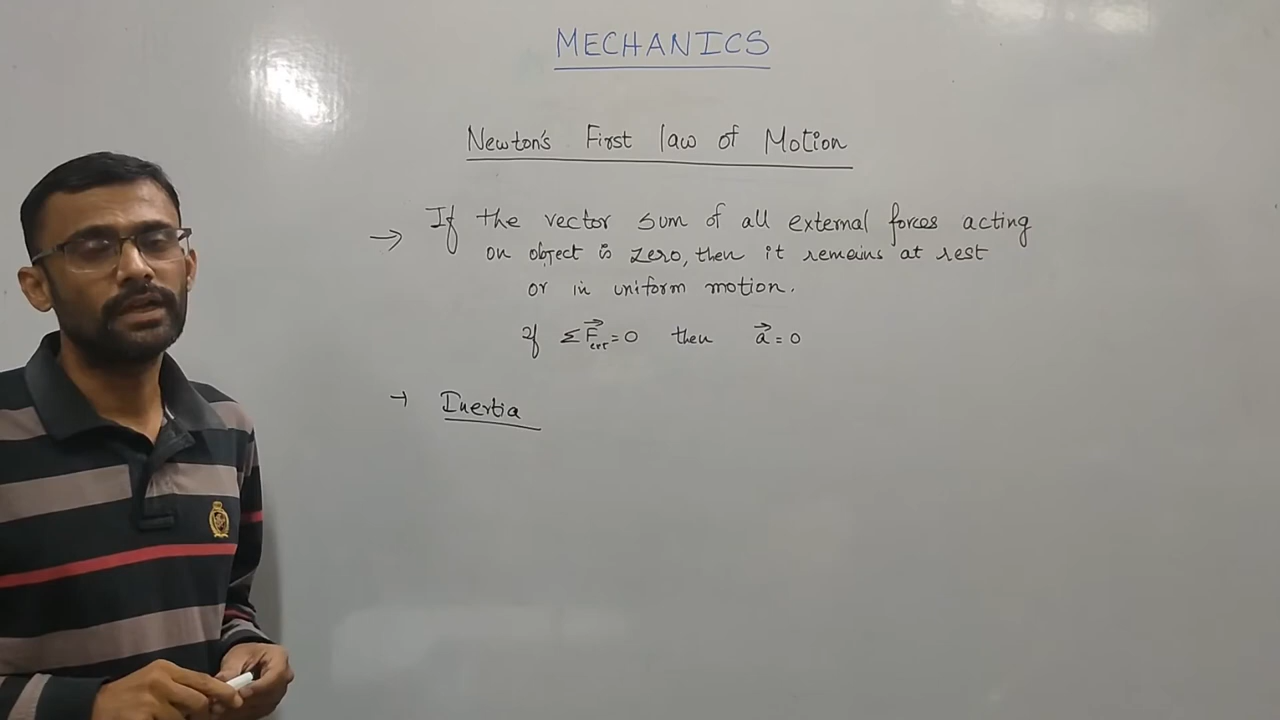 MECHANICS
Newton's First law of Motion
→ If the vector sum of all external forces acting
on object is zero, then it remains at rest
or in uniform motion.
If Σ F⃗ext = 0 then a⃗ = 0
→ Inertia